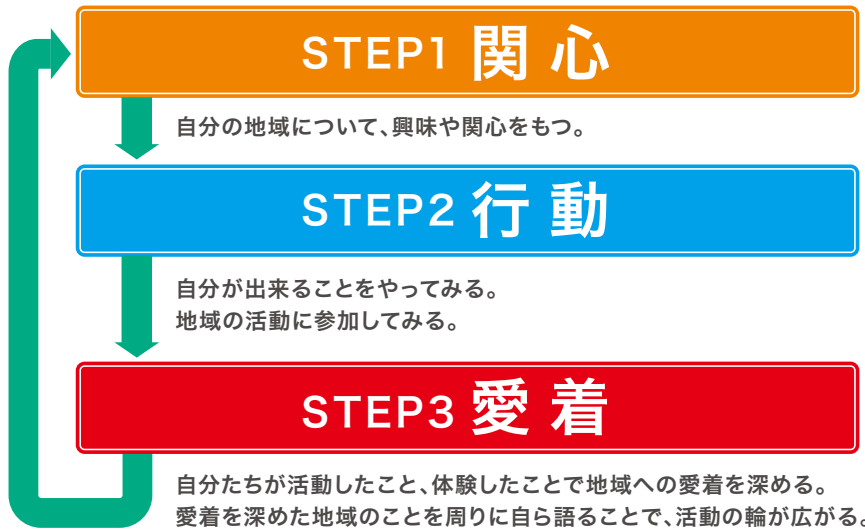 STEP1 関心
自分の地域について、興味や関心をもつ。
STEP2 行動
自分が出来ることをやってみる。
地域の活動に参加してみる。
STEP3 愛着
自分たちが活動したこと、体験したことで地域への愛着を深める。
愛着を深めた地域のことを周りに自ら語ることで、活動の輪が広がる。